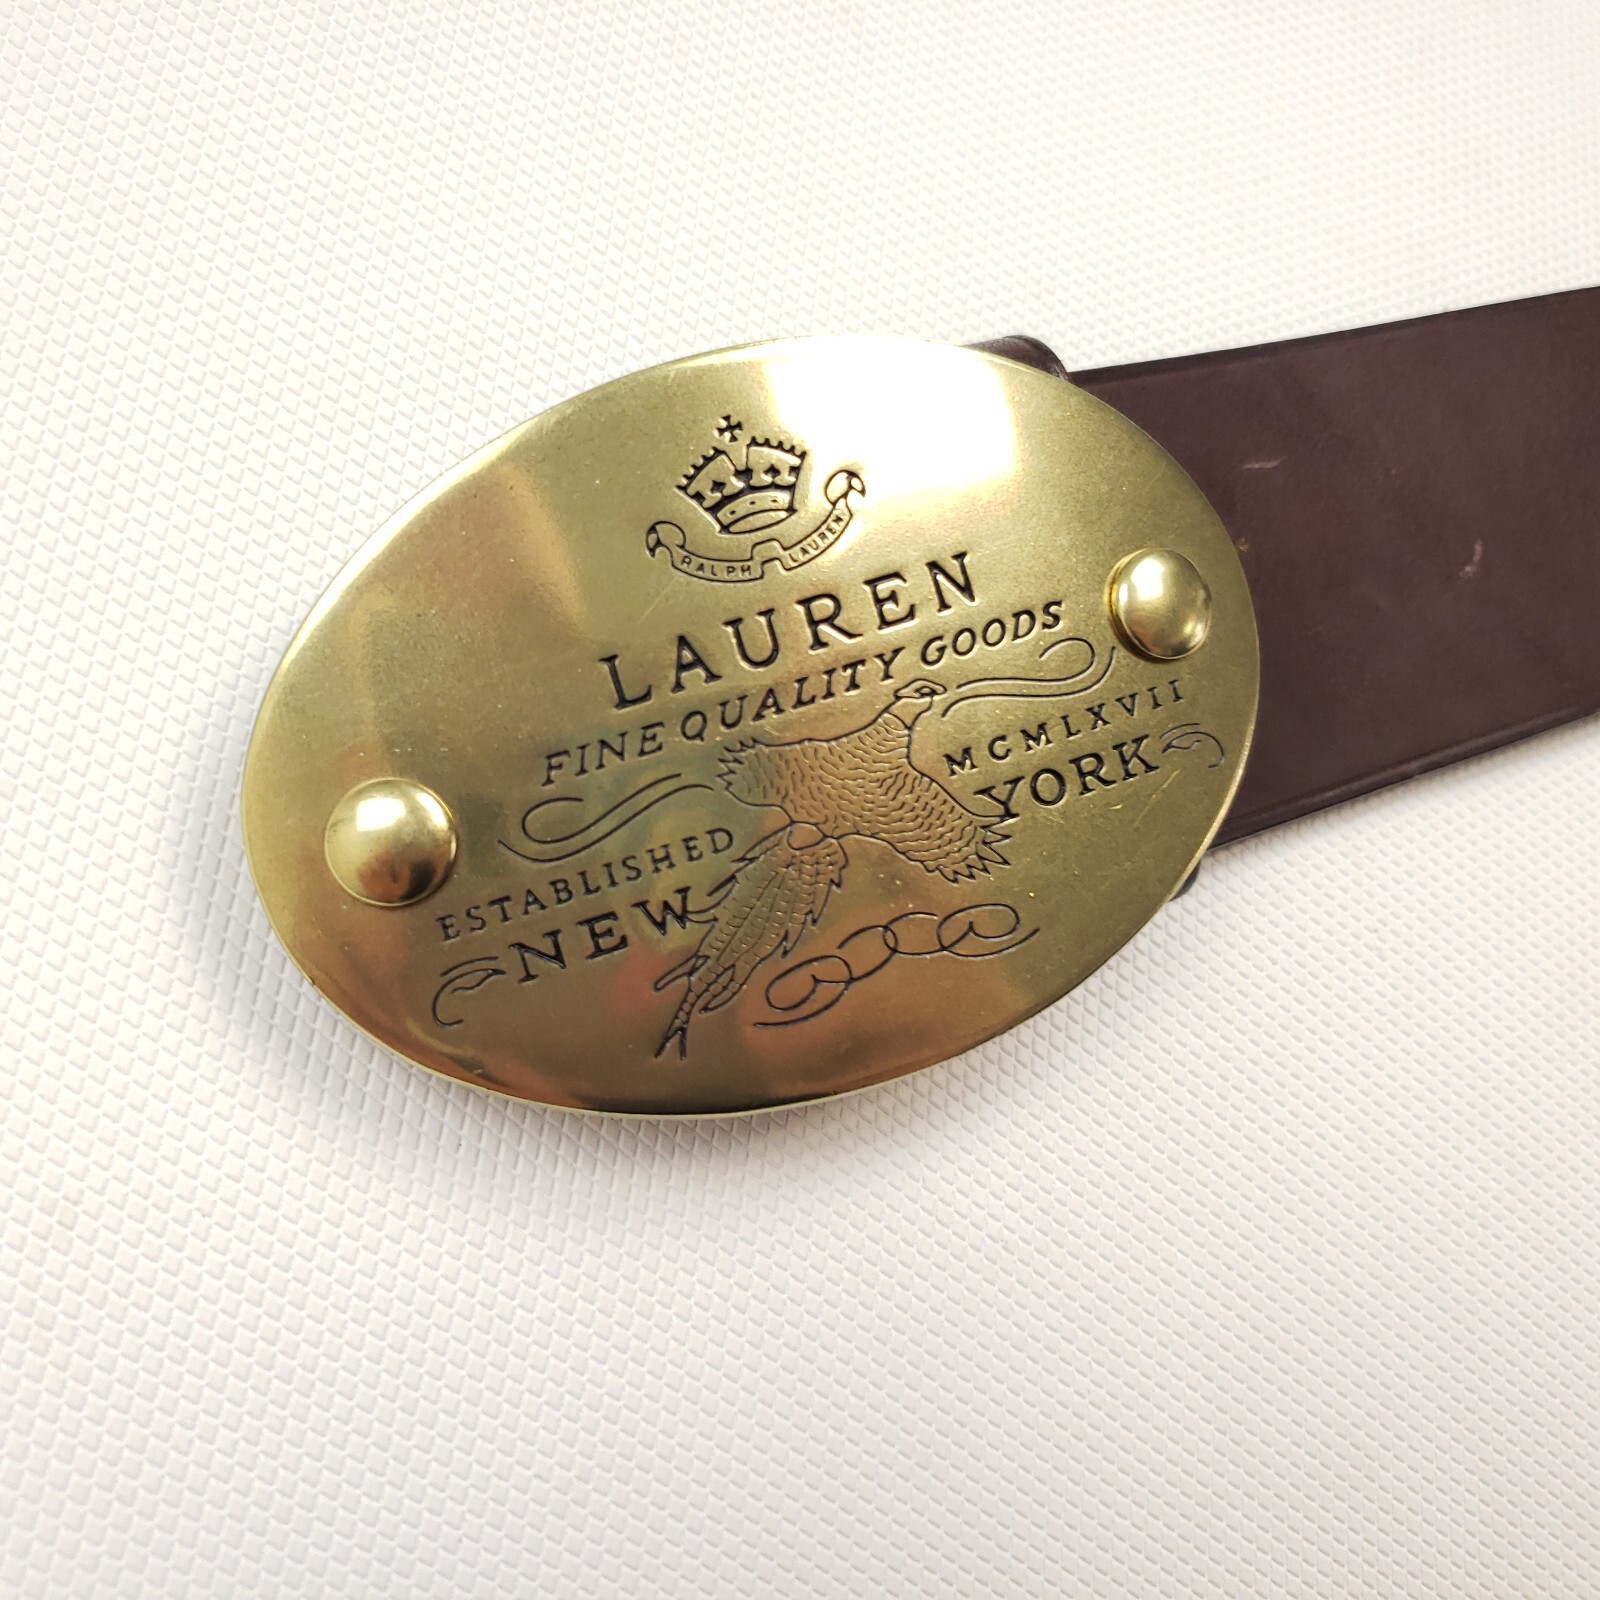 RALPH LAUREN
LAUREN
FINE QUALITY GOODS
ESTABLISHED MCMLXVII
NEW YORK